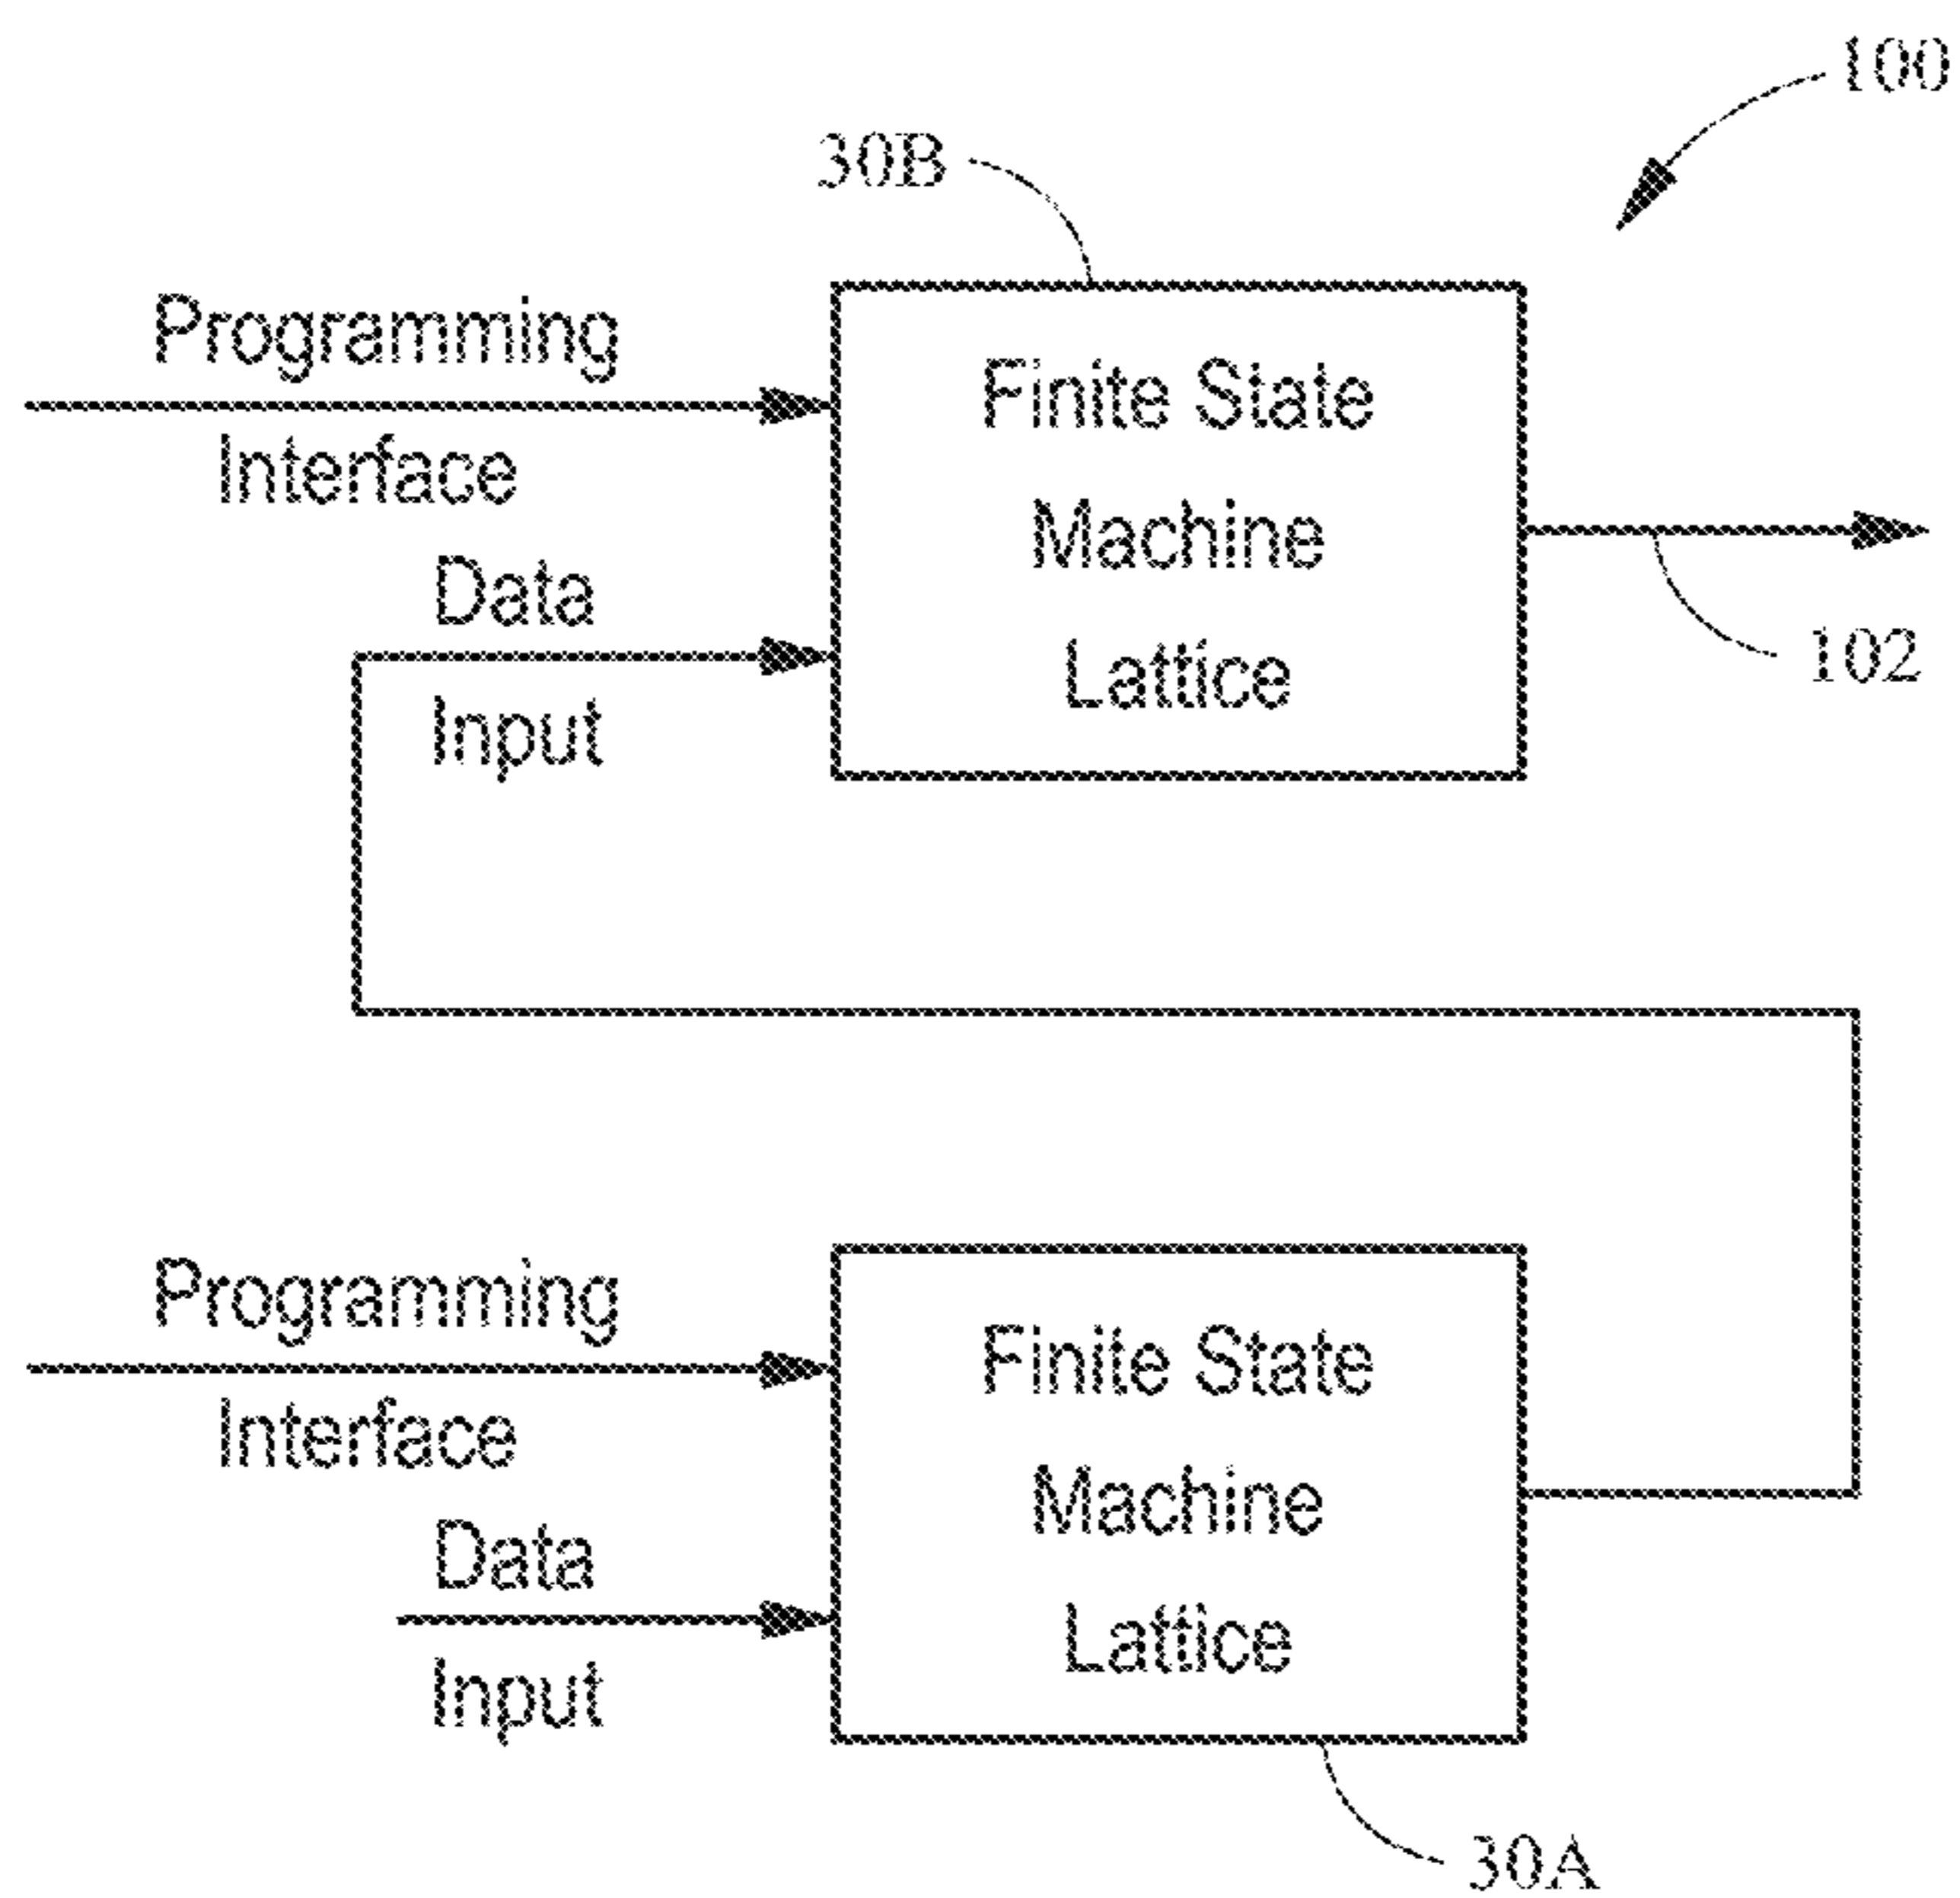 100
30B
Programming
Interface
Data
Input
Finite State
Machine
Lattice
102
Programming
Interface
Data
Input
Finite State
Machine
Lattice
30A